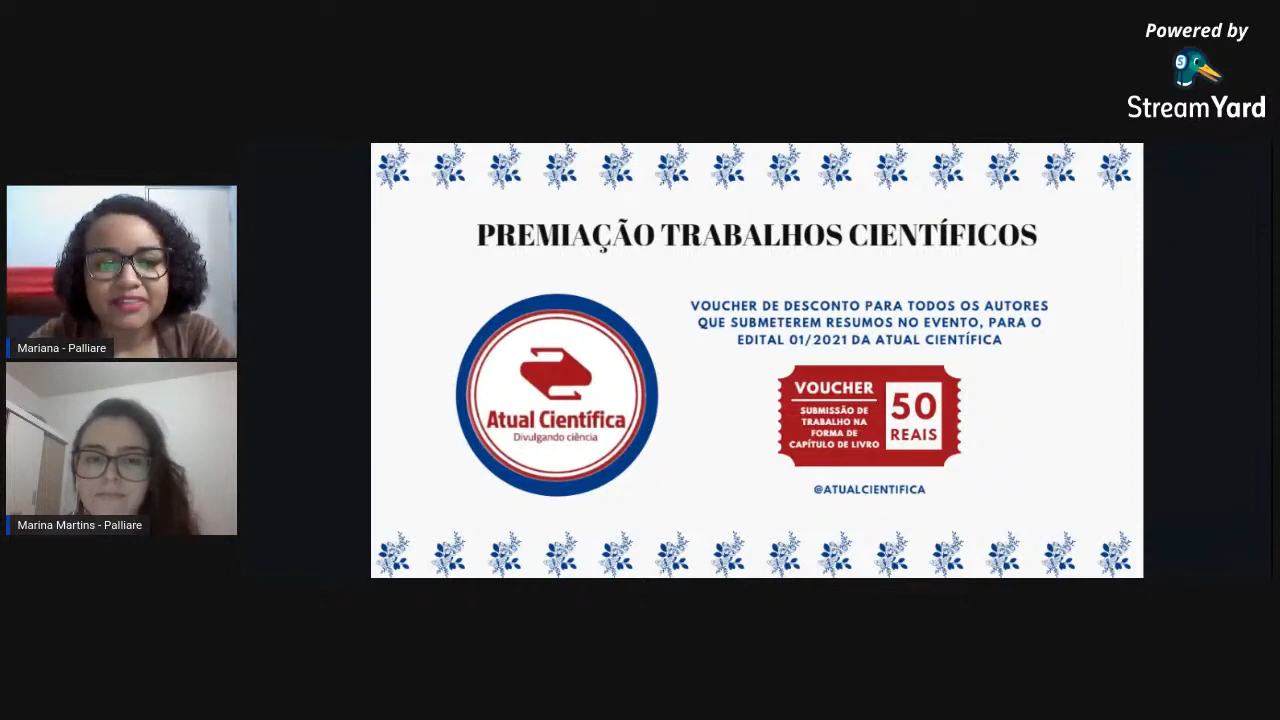 Powered by
S
StreamYard
Mariana - Palliare
Marina Martins - Palliare
PREMIAÇÃO TRABALHOS CIENTÍFICOS
Atual Científica
Divulgando ciência
VOUCHER DE DESCONTO PARA TODOS OS AUTORES
QUE SUBMETEREM RESUMOS NO EVENTO, PARA O
EDITAL 01/2021 DA ATUAL CIENTÍFICA
VOUCHER
SUBMISSÃO DE
TRABALHO NA
FORMA DE
CAPÍTULO DE LIVRO
50
REAIS
@ATUALCIENTIFICA